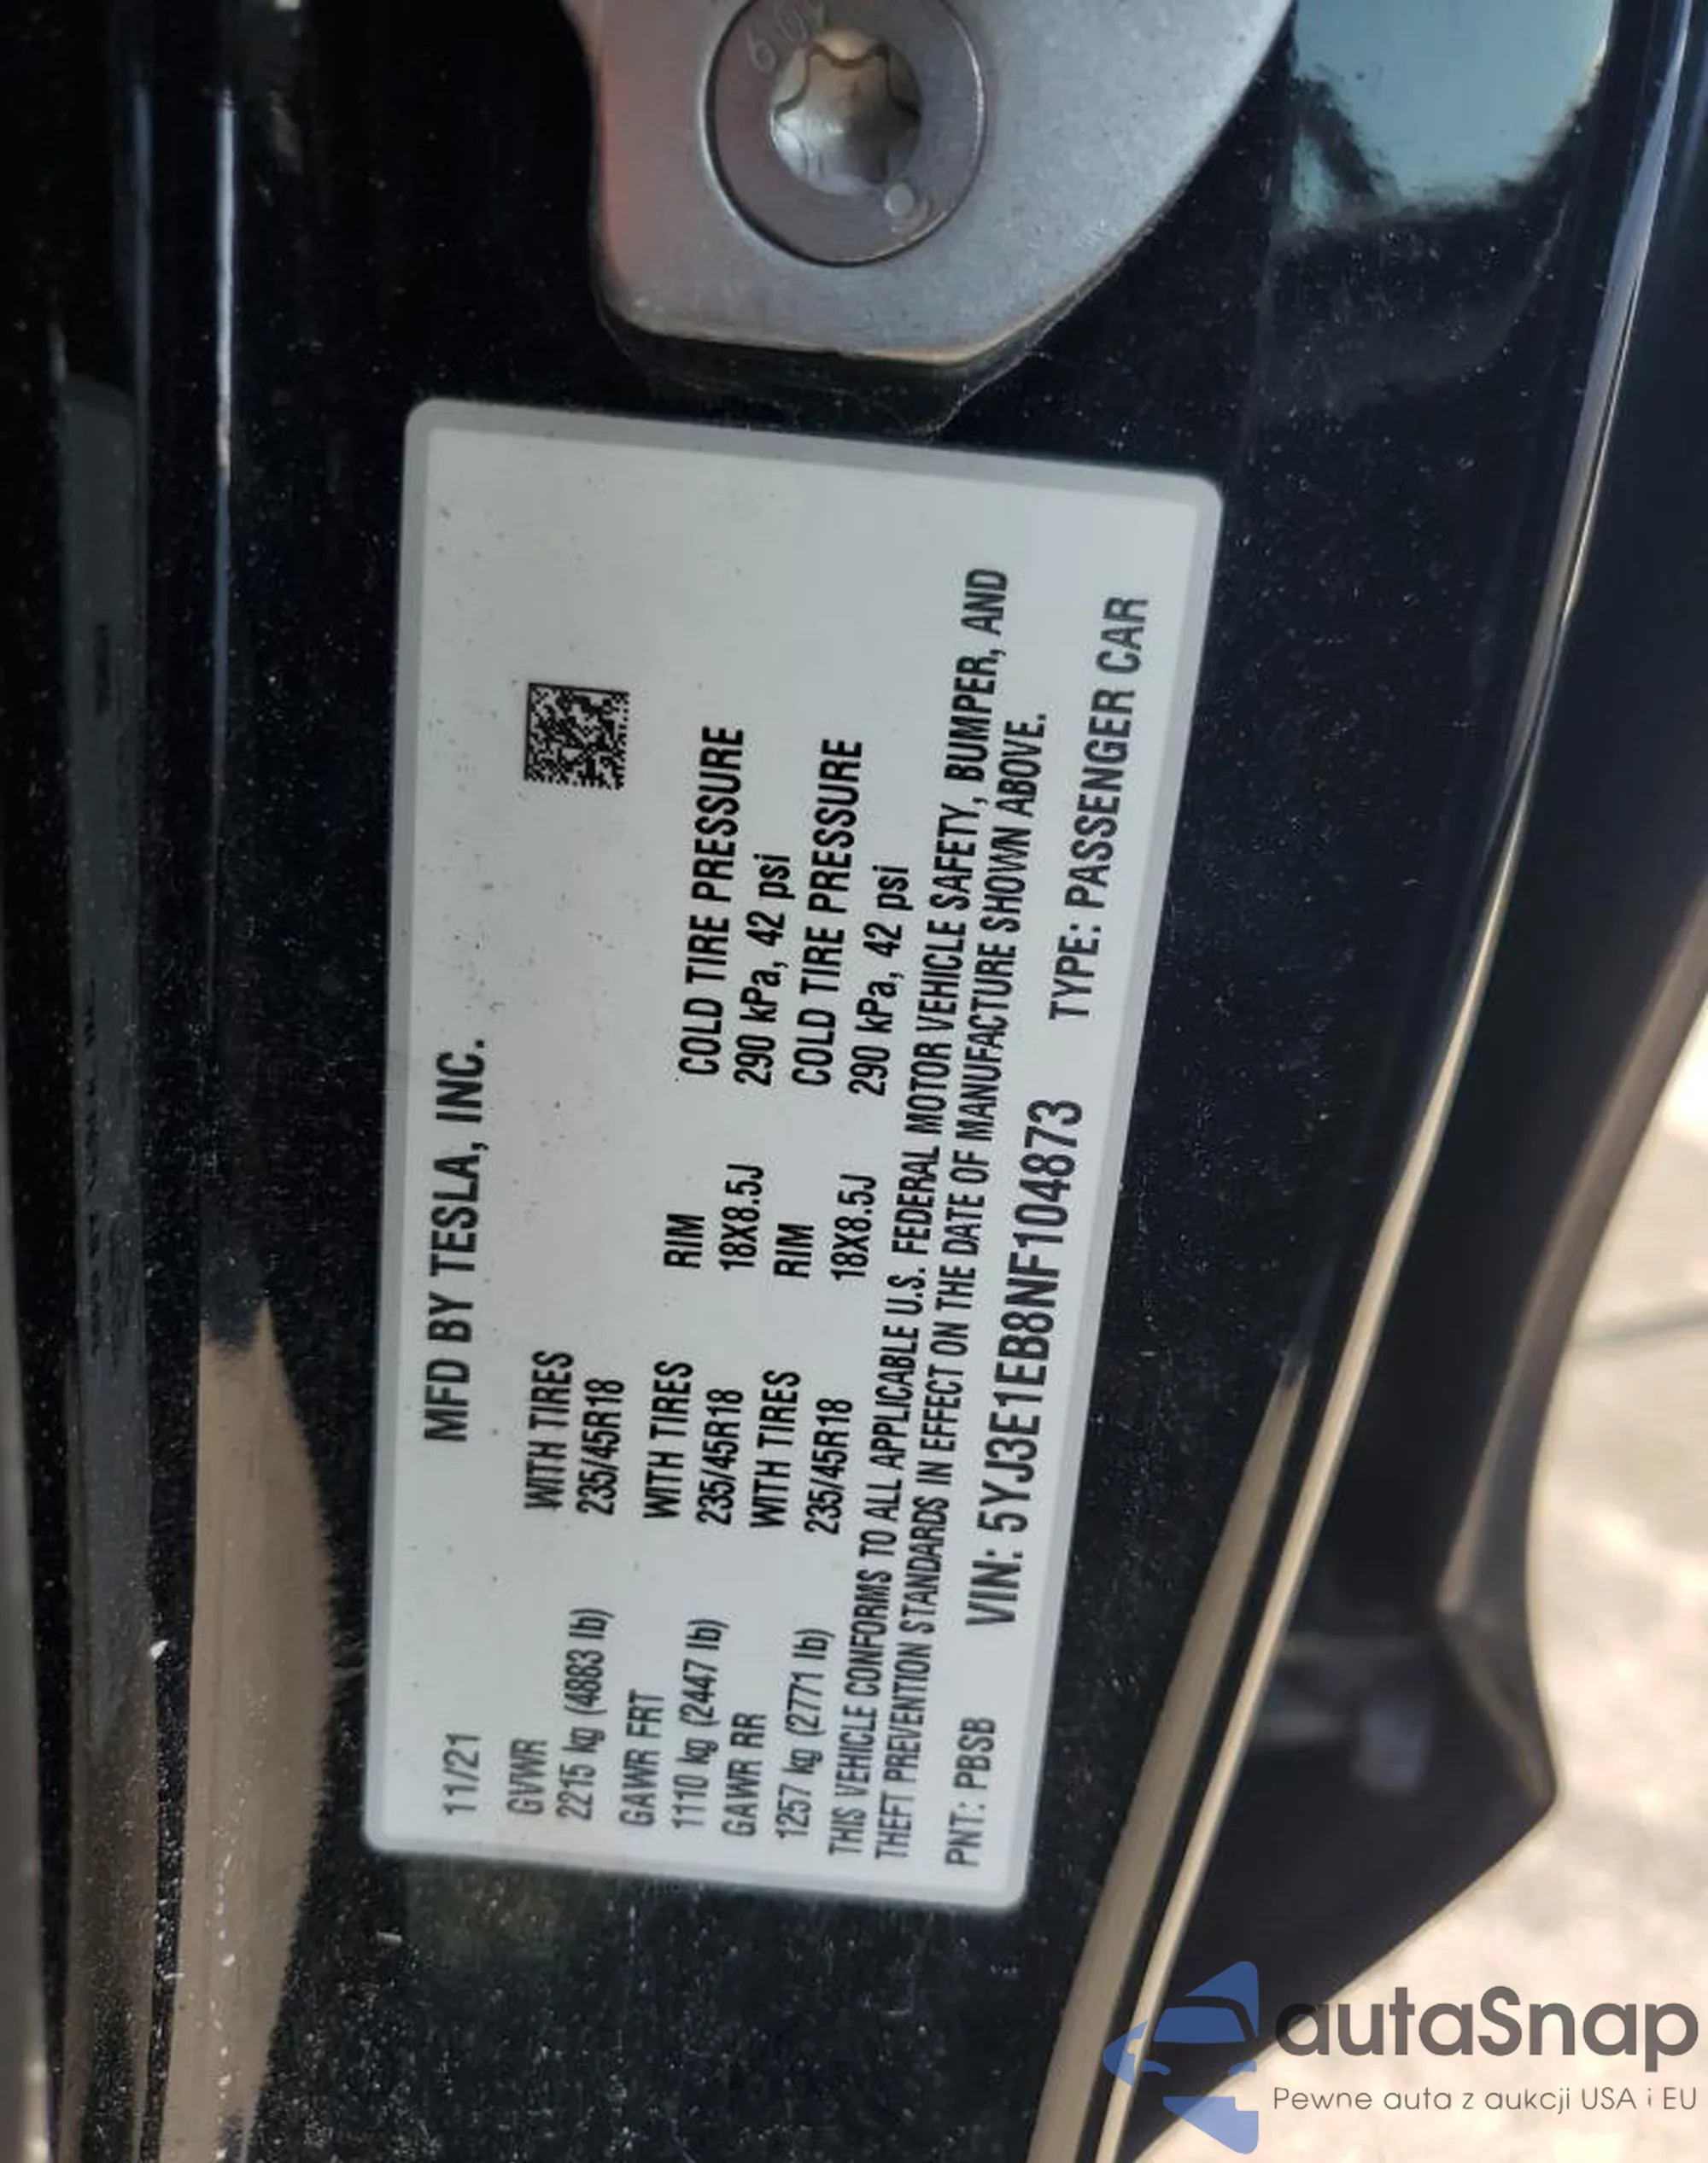 11/21 MFD BY TESLA, INC.
GVWR WITH TIRES
2215 kg (4883 lb) 235/45R18
GAWR FRT WITH TIRES RIM COLD TIRE PRESSURE
1110 kg (2447 lb) 235/45R18 18X8.5J 290 kPa, 42 psi
GAWR RR WITH TIRES RIM COLD TIRE PRESSURE
1257 kg (2771 lb) 235/45R18 18X8.5J 290 kPa, 42 psi
THIS VEHICLE CONFORMS TO ALL APPLICABLE U.S. FEDERAL MOTOR VEHICLE SAFETY, BUMPER, AND
THEFT PREVENTION STANDARDS IN EFFECT ON THE DATE OF MANUFACTURE SHOWN ABOVE.
PNT: PBSB VIN: 5YJ3E1EB8NF104873 TYPE: PASSENGER CAR
autaSnap
Pewne auta z aukcji USA i EU